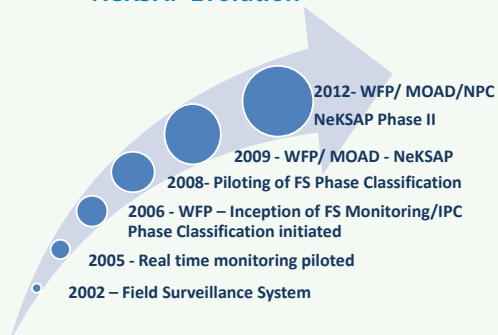 NeKSAP Evolution
2012- WFP/ MOAD/NPC
NeKSAP Phase II
2009 - WFP/ MOAD - NeKSAP
2008- Piloting of FS Phase Classification
2006 - WFP – Inception of FS Monitoring/IPC
Phase Classification initiated
2005 - Real time monitoring piloted
2002 – Field Surveillance System